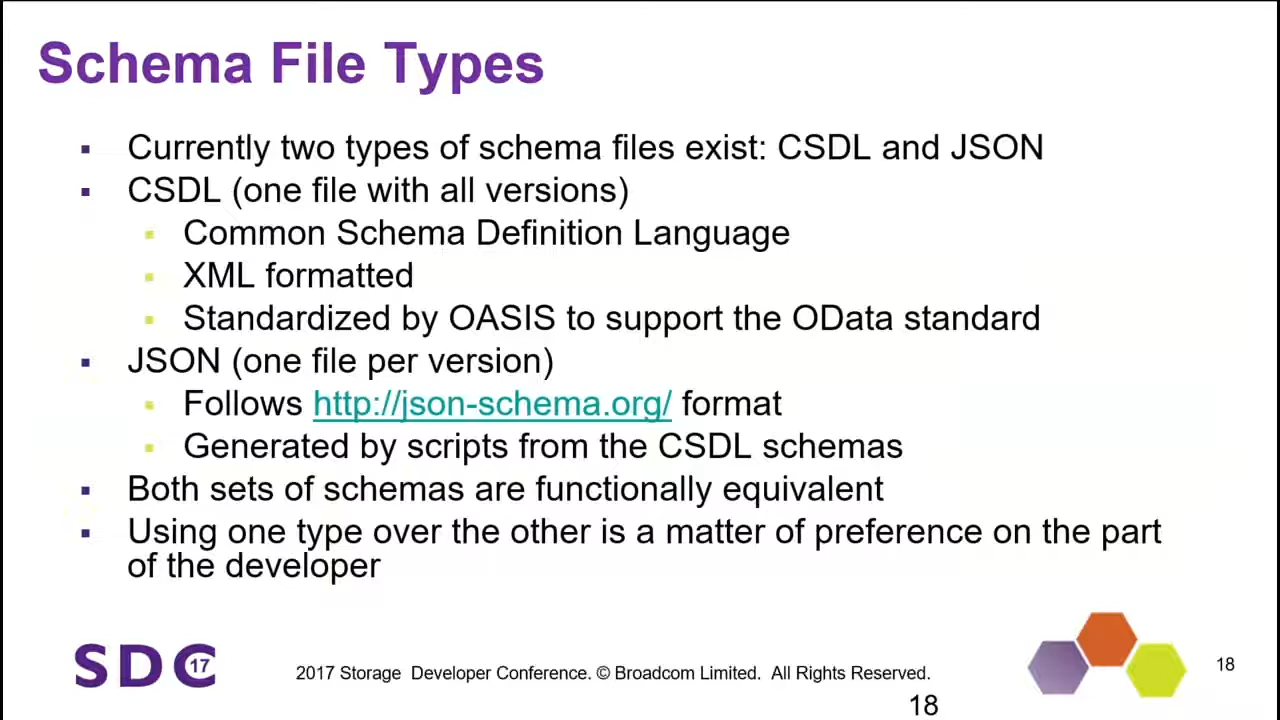 Schema File Types
Currently two types of schema files exist: CSDL and JSON
CSDL (one file with all versions)
Common Schema Definition Language
XML formatted
Standardized by OASIS to support the OData standard
JSON (one file per version)
Follows http://json-schema.org/ format
Generated by scripts from the CSDL schemas
Both sets of schemas are functionally equivalent
Using one type over the other is a matter of preference on the part
of the developer
SDC 17
2017 Storage Developer Conference. © Broadcom Limited. All Rights Reserved.
18
18